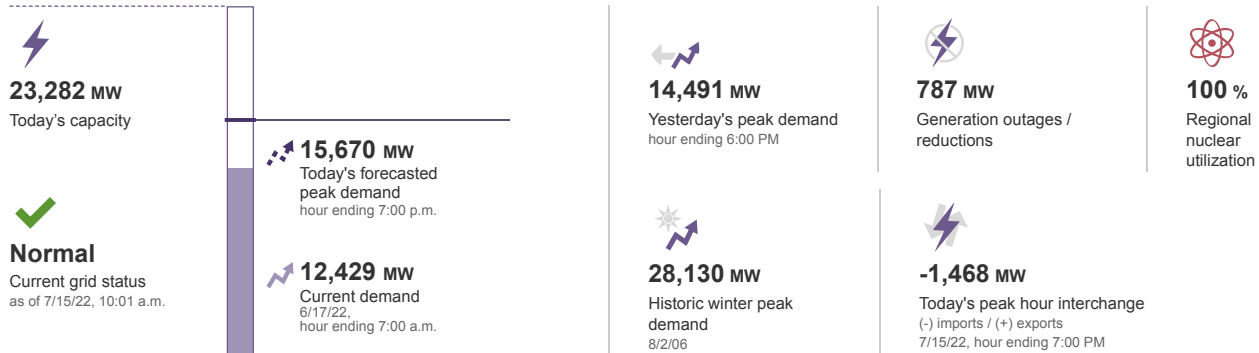 23,282 MW
Today’s capacity
Normal
Current grid status
as of 7/15/22, 10:01 a.m.
15,670 MW
Today's forecasted
peak demand
hour ending 7:00 p.m.
12,429 MW
Current demand
6/17/22,
hour ending 7:00 a.m.
14,491 MW
Yesterday's peak demand
hour ending 6:00 PM
787 MW
Generation outages /
reductions
100 %
Regional
nuclear
utilization
28,130 MW
Historic winter peak
demand
8/2/06
-1,468 MW
Today's peak hour interchange
(-) imports / (+) exports
7/15/22, hour ending 7:00 PM